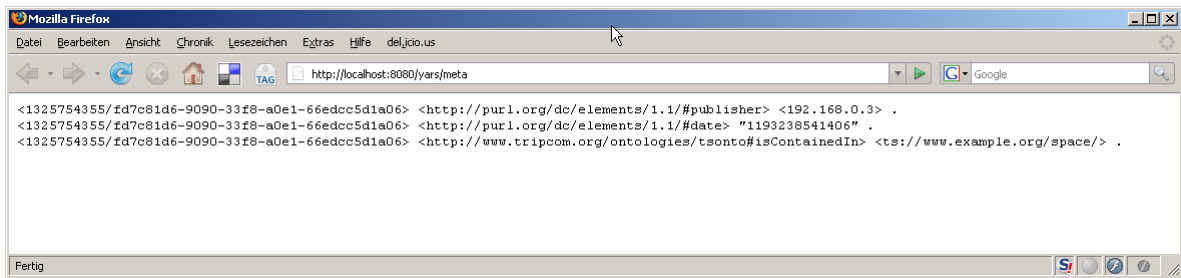 Mozilla Firefox
Datei Bearbeiten Ansicht Chronik Lesezeichen Extras Hilfe del.icio.us
TAG http://localhost:8080/yars/meta G Google
<1325754355/fd7c81d6-9090-33f8-a0e1-66edcc5d1a06> <http://purl.org/dc/elements/1.1/#publisher> <192.168.0.3> .
<1325754355/fd7c81d6-9090-33f8-a0e1-66edcc5d1a06> <http://purl.org/dc/elements/1.1/#date> "1193238541406" .
<1325754355/fd7c81d6-9090-33f8-a0e1-66edcc5d1a06> <http://www.tripcom.org/ontologies/tsonto#isContainedIn> <ts://www.example.org/space/> .
Fertig S!